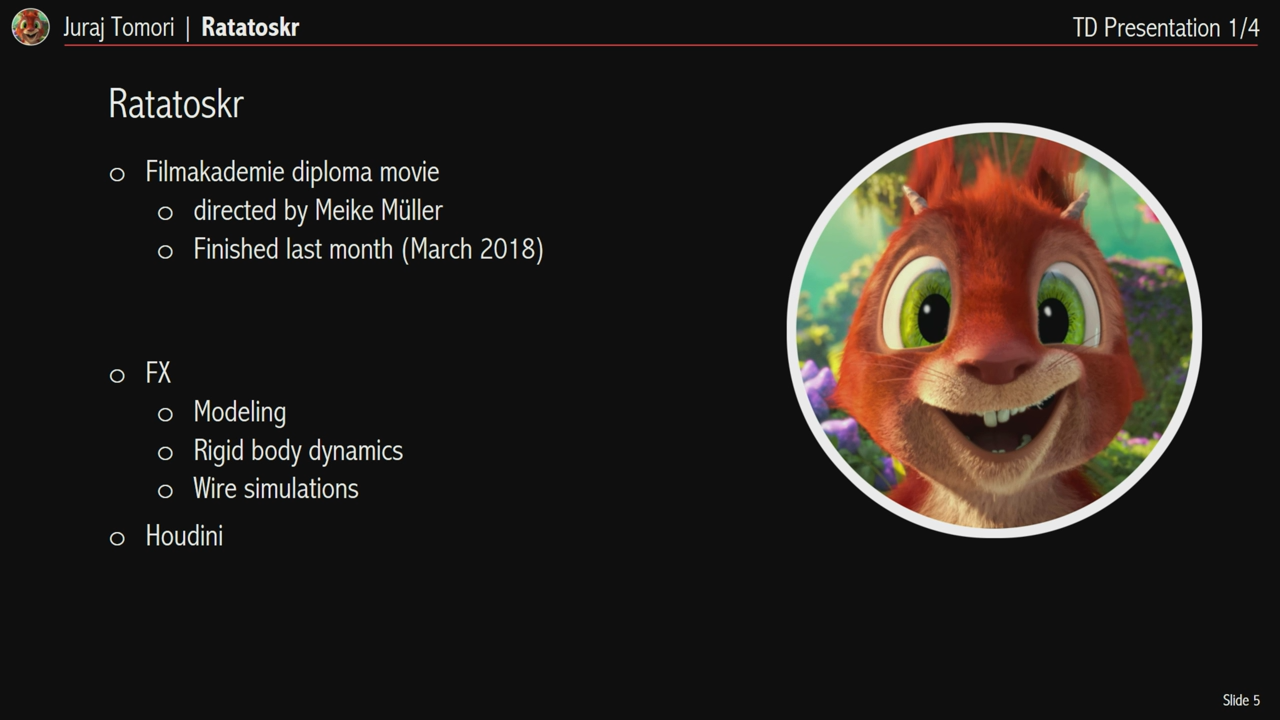 Juraj Tomori | Ratatoskr
TD Presentation 1/4
Ratatoskr
Filmakademie diploma movie
directed by Meike Müller
Finished last month (March 2018)
FX
Modeling
Rigid body dynamics
Wire simulations
Houdini
Slide 5